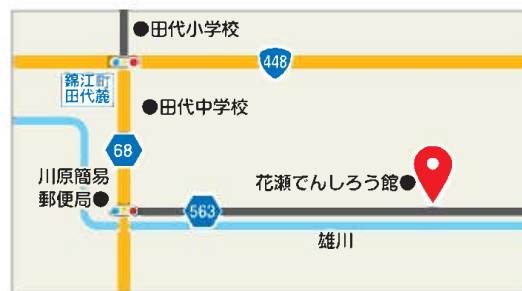 田代小学校
448
錦江町
田代麓
田代中学校
68
川原簡易
郵便局
花瀬でんしろう館
563
雄川